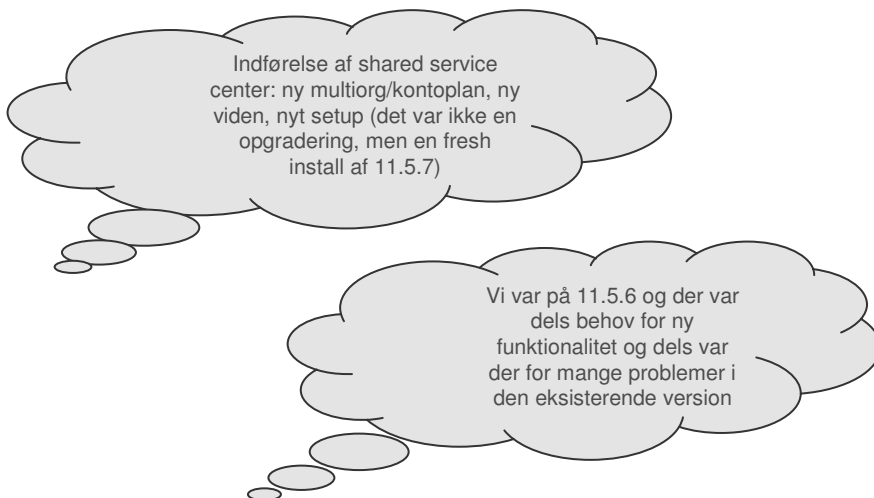 Indførelse af shared service
center: ny multiorg/kontoplan, ny
viden, nyt setup (det var ikke en
opgradering, men en fresh
install af 11.5.7)
Vi var på 11.5.6 og der var
dels behov for ny
funktionalitet og dels var
der for mange problemer i
den eksisterende version